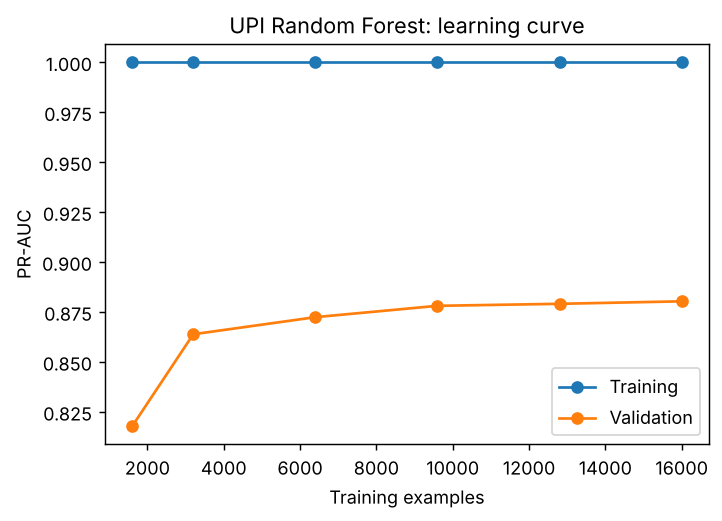 UPI Random Forest: learning curve
1.000
0.975
0.950
0.925
0.900
0.875
0.850
0.825
PR-AUC
Training
Validation
2000 4000 6000 8000 10000 12000 14000 16000
Training examples